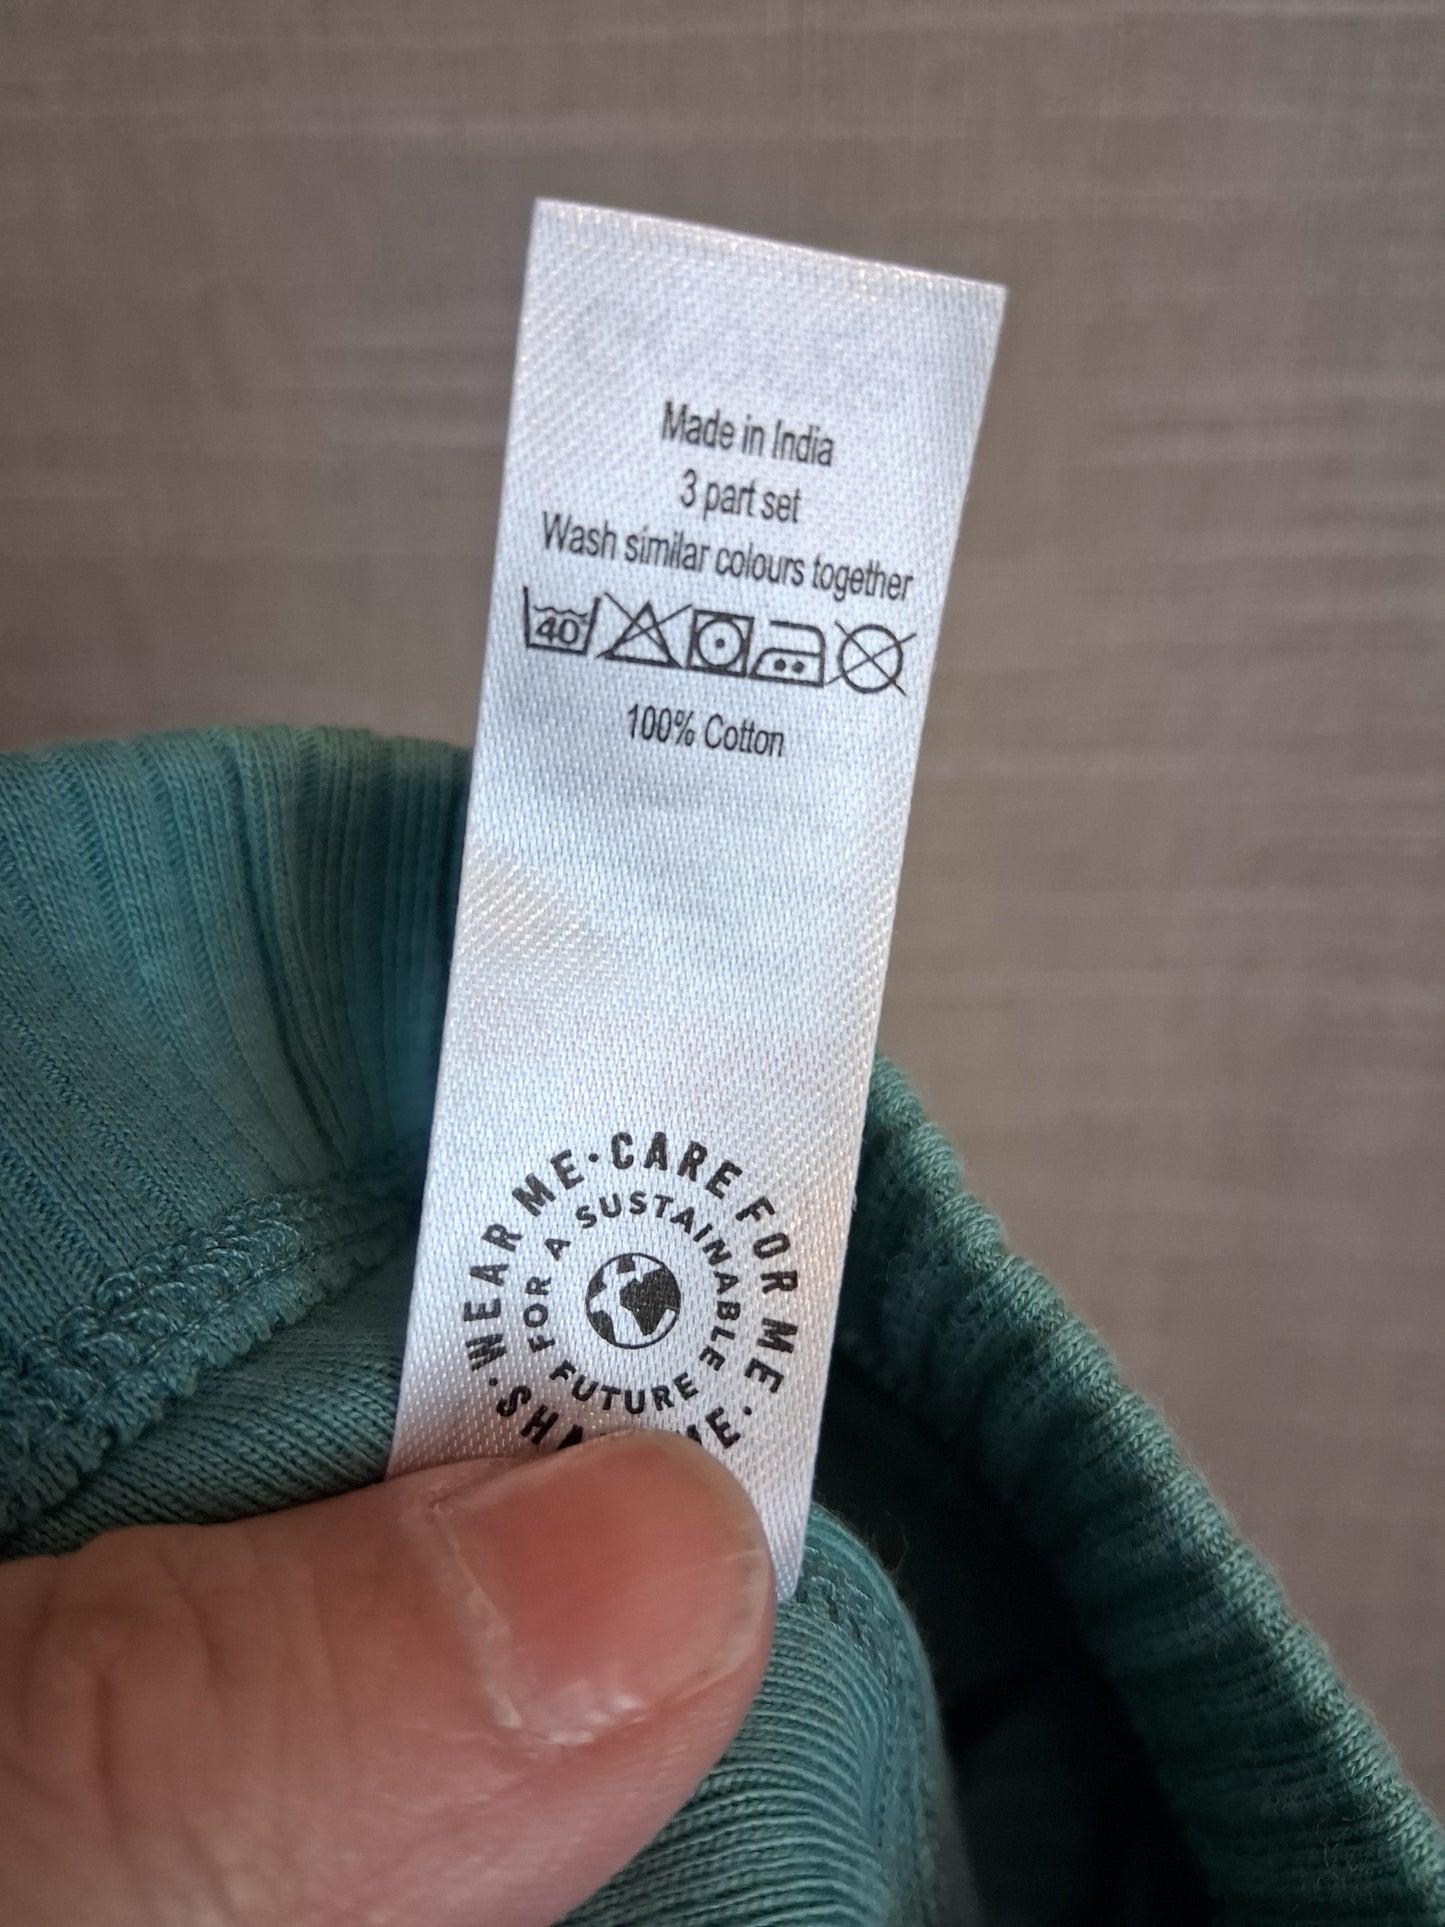 Made in India
3 part set
Wash similar colours together
40
100% Cotton
WEAR ME · CARE FOR ME ·
FOR A SUSTAINABLE FUTURE